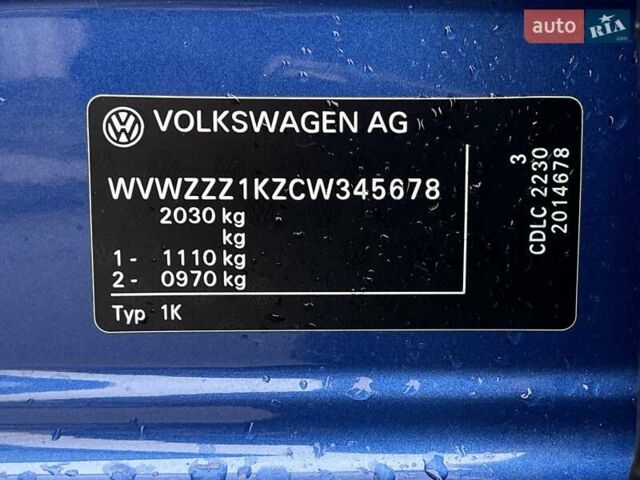 auto RIA
.com
VOLKSWAGEN AG
WVWZZZ1KZCW345678
2030 kg
kg
1 - 1110 kg
2 - 0970 kg
Typ 1K
3
CDLC 2230
2014678